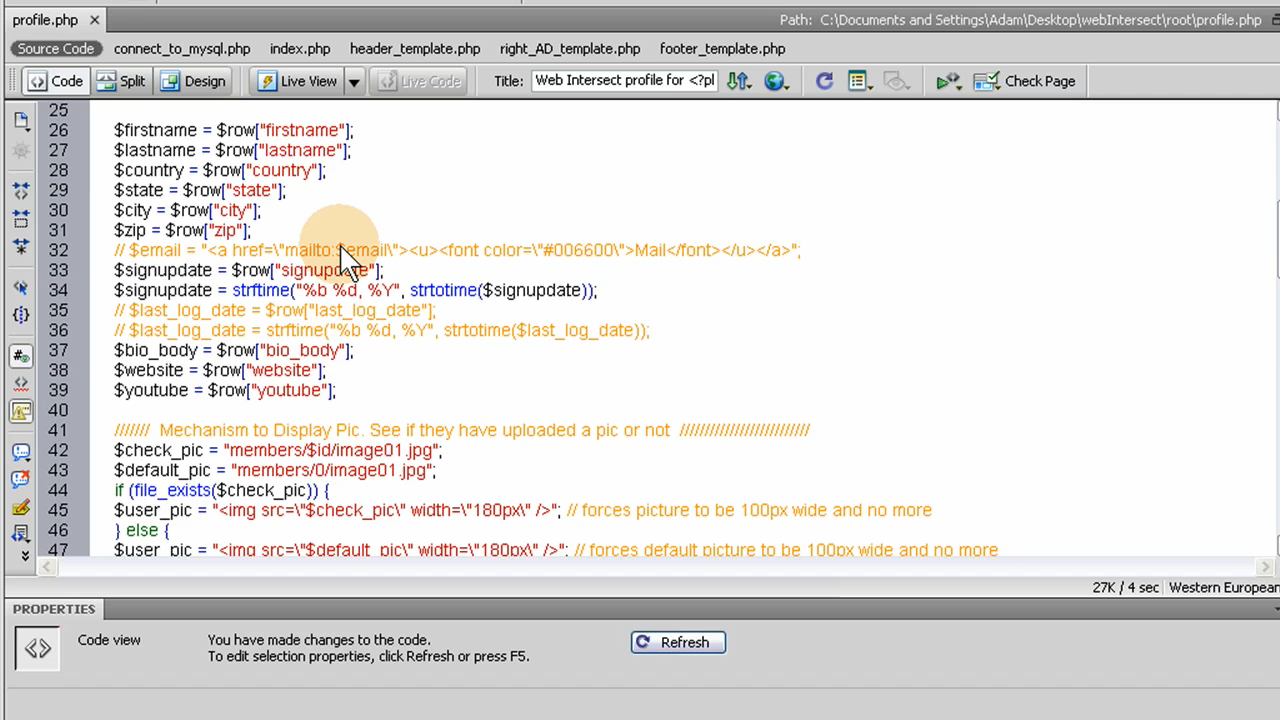 profile.php
Path: C:\Documents and Settings\Adam\Desktop\webIntersect\root\profile.php
Source Code connect_to_mysql.php index.php header_template.php right_AD_template.php footer_template.php
Code Split Design Live View Live Code Title: Web Intersect profile for <?pl Check Page
25
26 $firstname = $row["firstname"];
27 $lastname = $row["lastname"];
28 $country = $row["country"];
29 $state = $row["state"];
30 $city = $row["city"];
31 $zip = $row["zip"];
32 // $email = "<a href=\"mailto:$email\"><u><font color=\"#006600\">Mail</font></u></a>";
33 $signupdate = $row["signupdate"];
34 $signupdate = strftime("%b %d, %Y", strtotime($signupdate));
35 // $last_log_date = $row["last_log_date"];
36 // $last_log_date = strftime("%b %d, %Y", strtotime($last_log_date));
37 $bio_body = $row["bio_body"];
38 $website = $row["website"];
39 $youtube = $row["youtube"];
40
41 /////// Mechanism to Display Pic. See if they have uploaded a pic or not //////////////////////////
42 $check_pic = "members/$id/image01.jpg";
43 $default_pic = "members/0/image01.jpg";
44 if (file_exists($check_pic)) {
45 $user_pic = "<img src=\"$check_pic\" width=\"180px\" />"; // forces picture to be 100px wide and no more
46 } else {
47 $user_pic = "<img src=\"$default_pic\" width=\"180px\" />"; // forces default picture to be 100px wide and no more
27K / 4 sec Western European
PROPERTIES
Code view You have made changes to the code. Refresh
To edit selection properties, click Refresh or press F5.